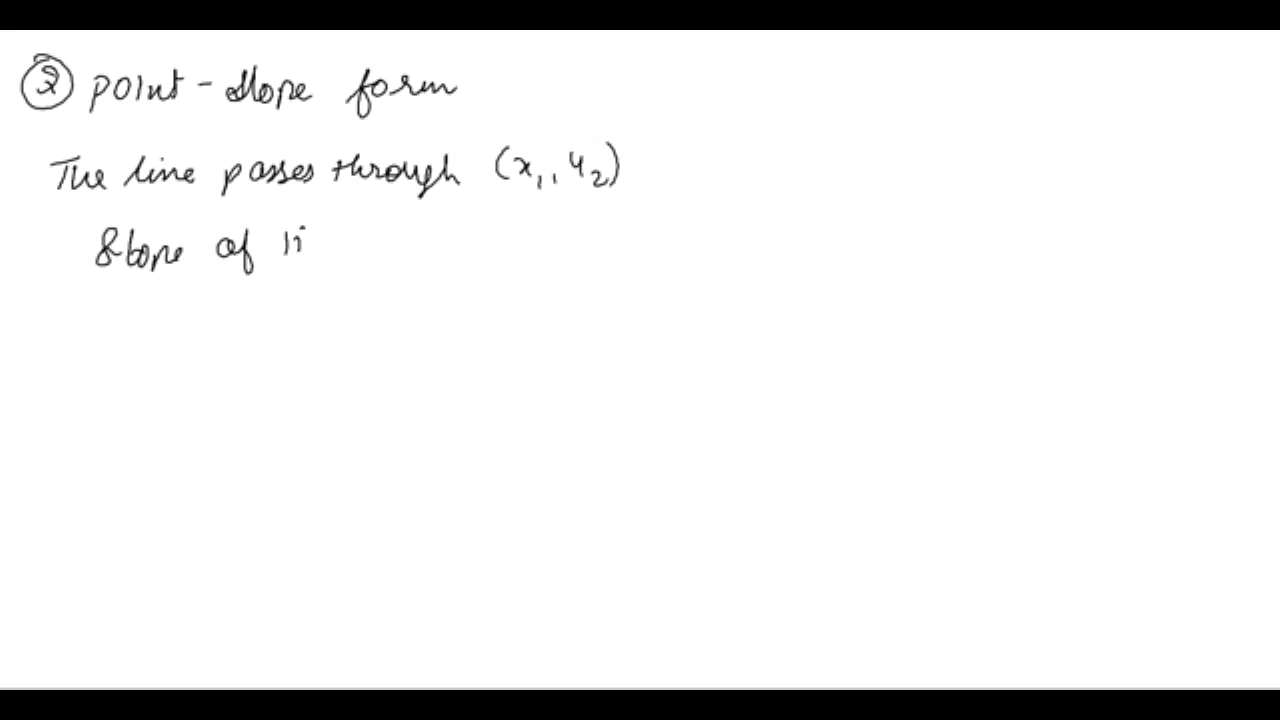 ② point - slope form
The line passes through (x₁, y₂)
Slope of li